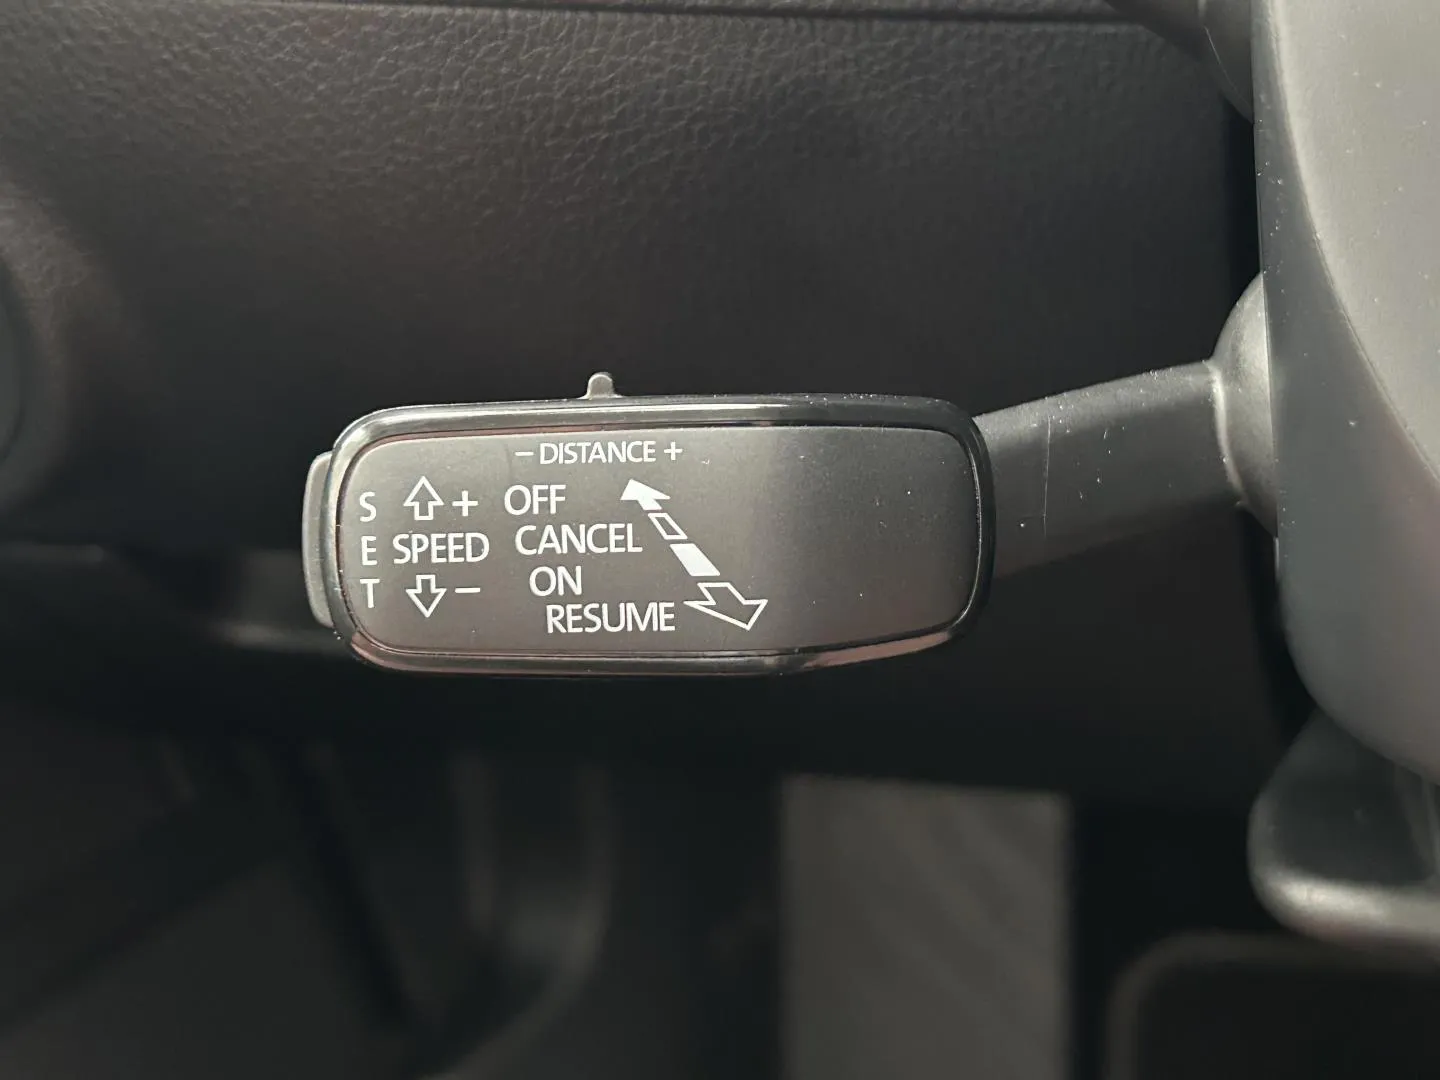 − DISTANCE +
S + OFF
E SPEED CANCEL
T − ON
RESUME